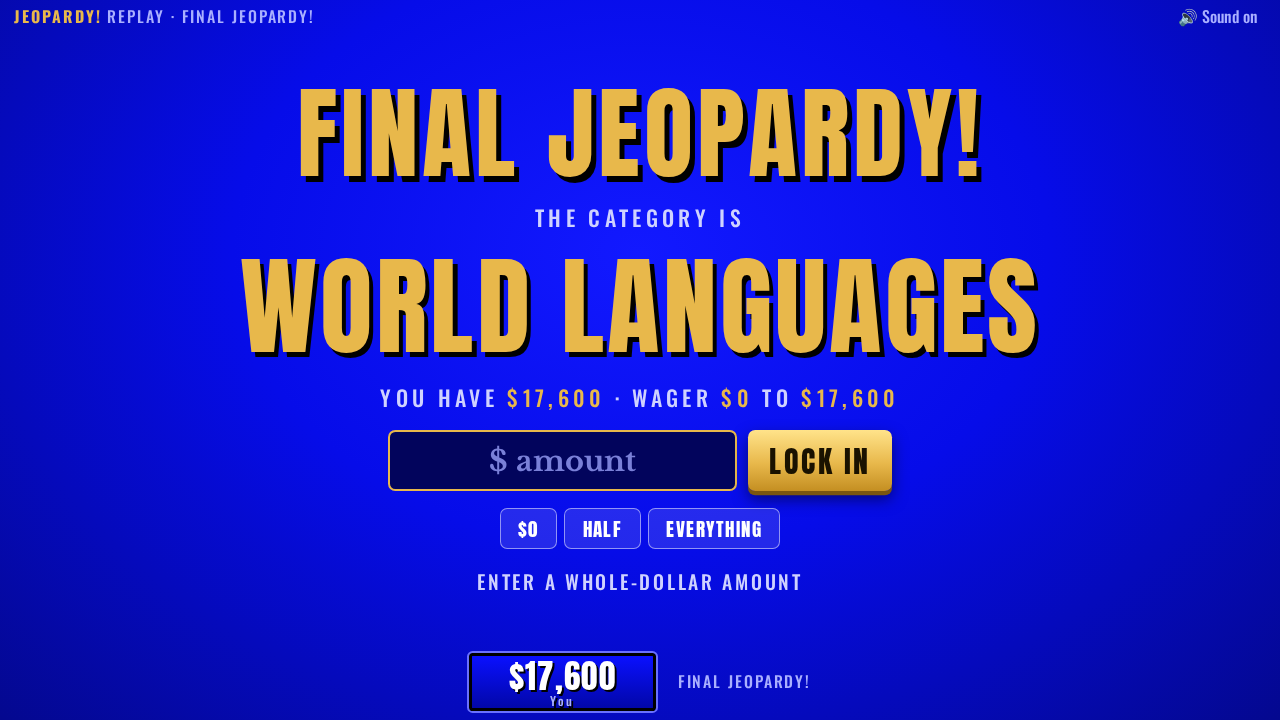 JEOPARDY! REPLAY · FINAL JEOPARDY!
🔊 Sound on
FINAL JEOPARDY!
THE CATEGORY IS
WORLD LANGUAGES
YOU HAVE $17,600 · WAGER $0 TO $17,600
$ amount
LOCK IN
$0
HALF
EVERYTHING
ENTER A WHOLE-DOLLAR AMOUNT
$17,600
You
FINAL JEOPARDY!